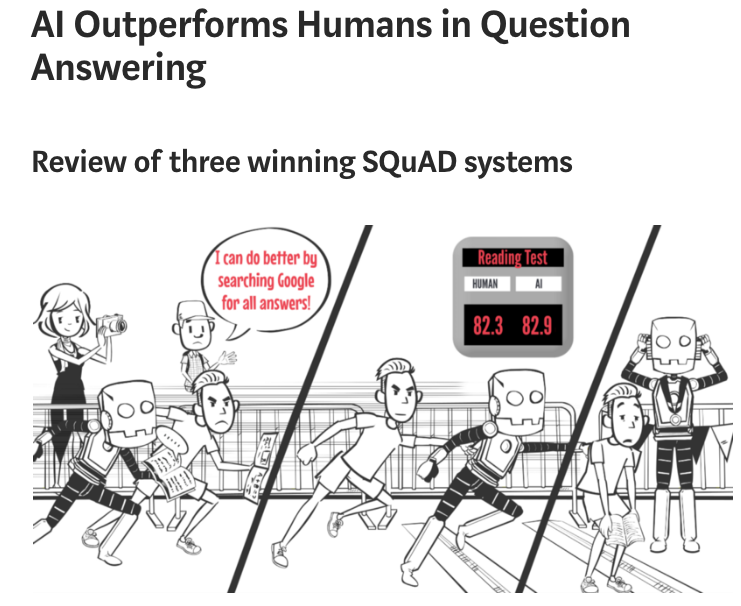 AI Outperforms Humans in Question
Answering
Review of three winning SQuAD systems
I can do better by
searching Google
for all answers!
Reading Test
HUMAN AI
82.3 82.9